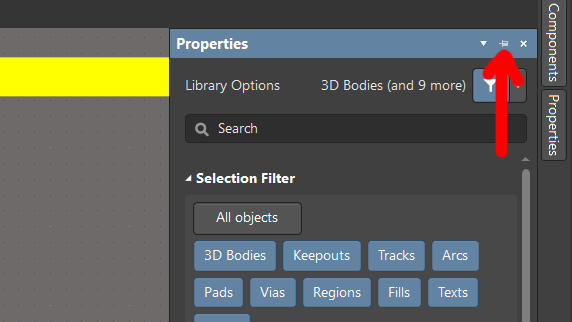 Properties
Library Options 3D Bodies (and 9 more)
Search
Selection Filter
All objects
3D Bodies Keepouts Tracks Arcs
Pads Vias Regions Fills Texts
Components
Properties